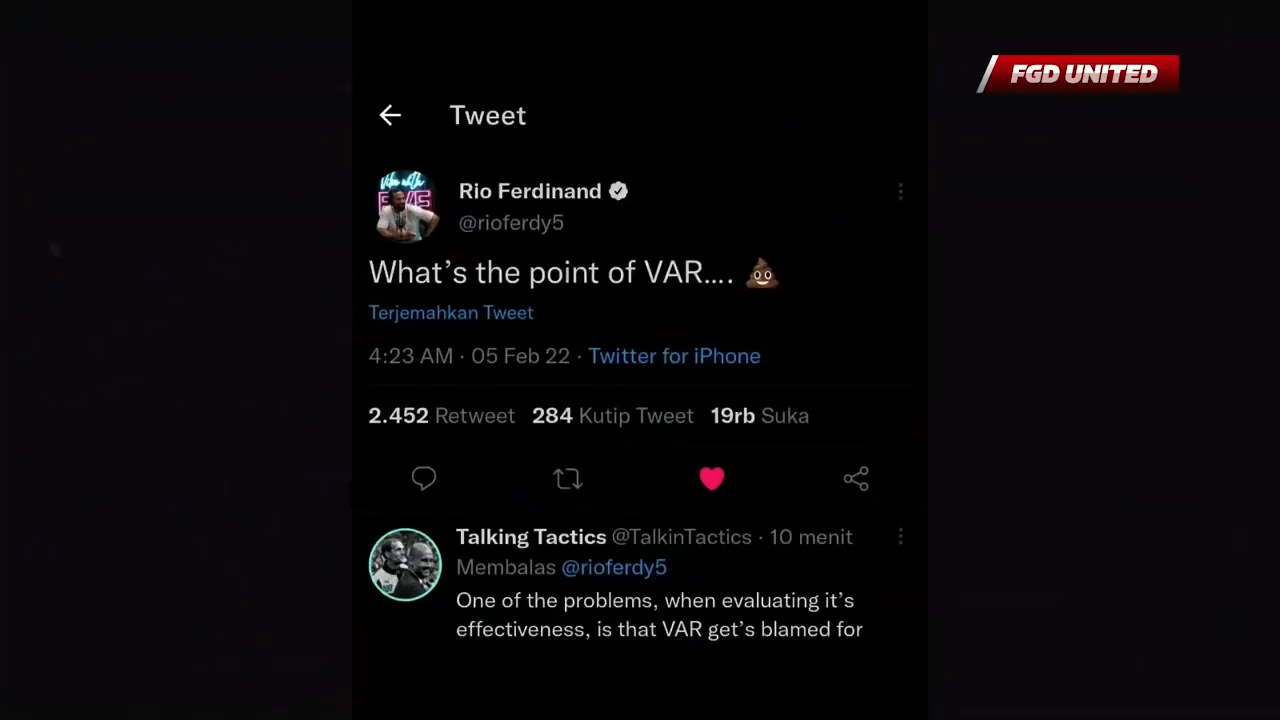 FGD UNITED
Tweet
Rio Ferdinand
@rioferdy5
What's the point of VAR.... 💩
Terjemahkan Tweet
4:23 AM · 05 Feb 22 · Twitter for iPhone
2.452 Retweet 284 Kutip Tweet 19rb Suka
Talking Tactics @TalkinTactics · 10 menit
Membalas @rioferdy5
One of the problems, when evaluating it's
effectiveness, is that VAR get's blamed for